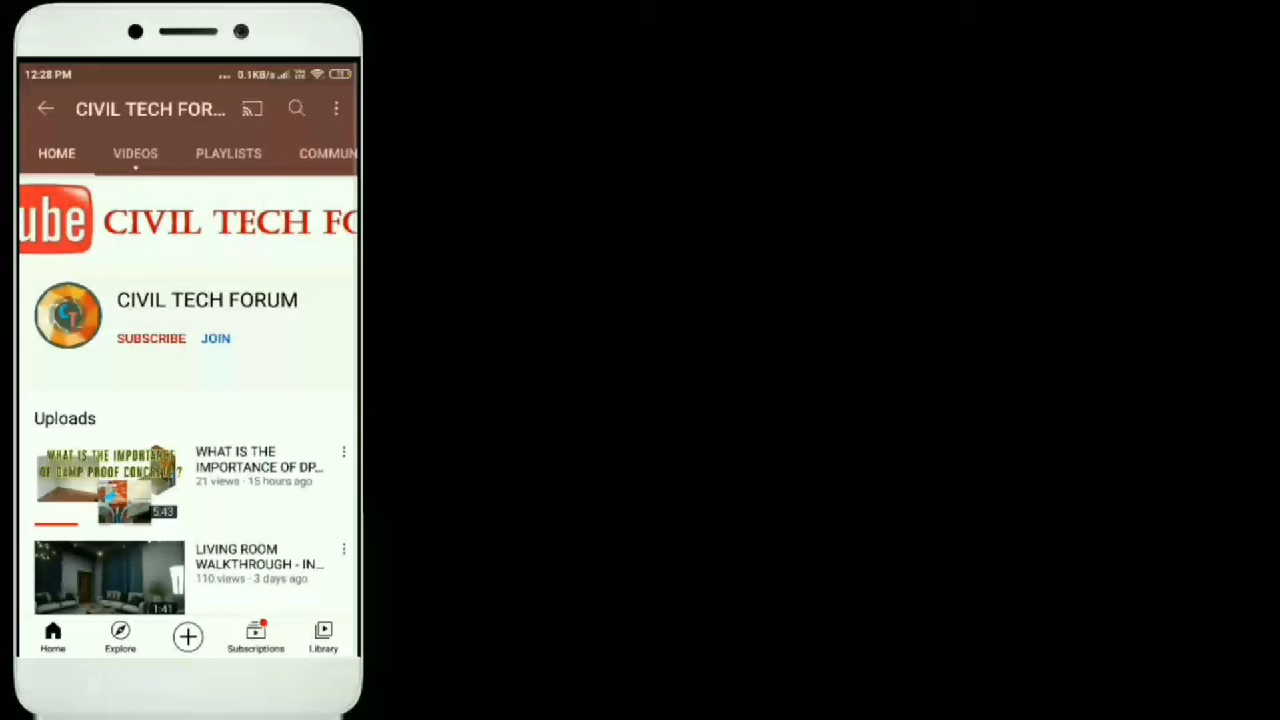 12:28 PM
... 0.1KB/s
CIVIL TECH FOR...
HOME VIDEOS PLAYLISTS COMMUN
ube CIVIL TECH FO
CIVIL TECH FORUM
SUBSCRIBE JOIN
Uploads
WHAT IS THE IMPORTANCE
OF DAMP PROOF CONCRETE?
5:43
WHAT IS THE
IMPORTANCE OF DP...
21 views · 15 hours ago
1:41
LIVING ROOM
WALKTHROUGH - IN...
110 views · 3 days ago
Home Explore Subscriptions Library